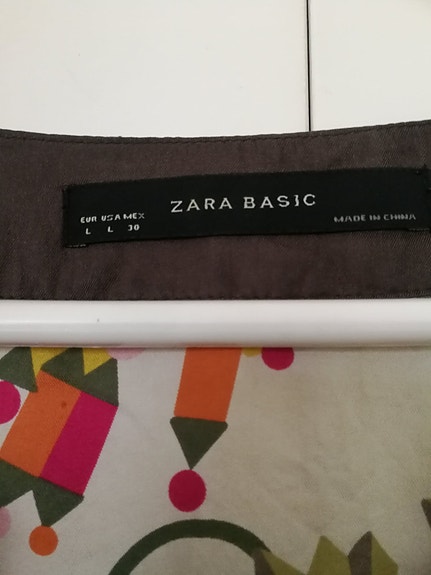 EUR USA MEX
L L 30
ZARA BASIC
MADE IN CHINA